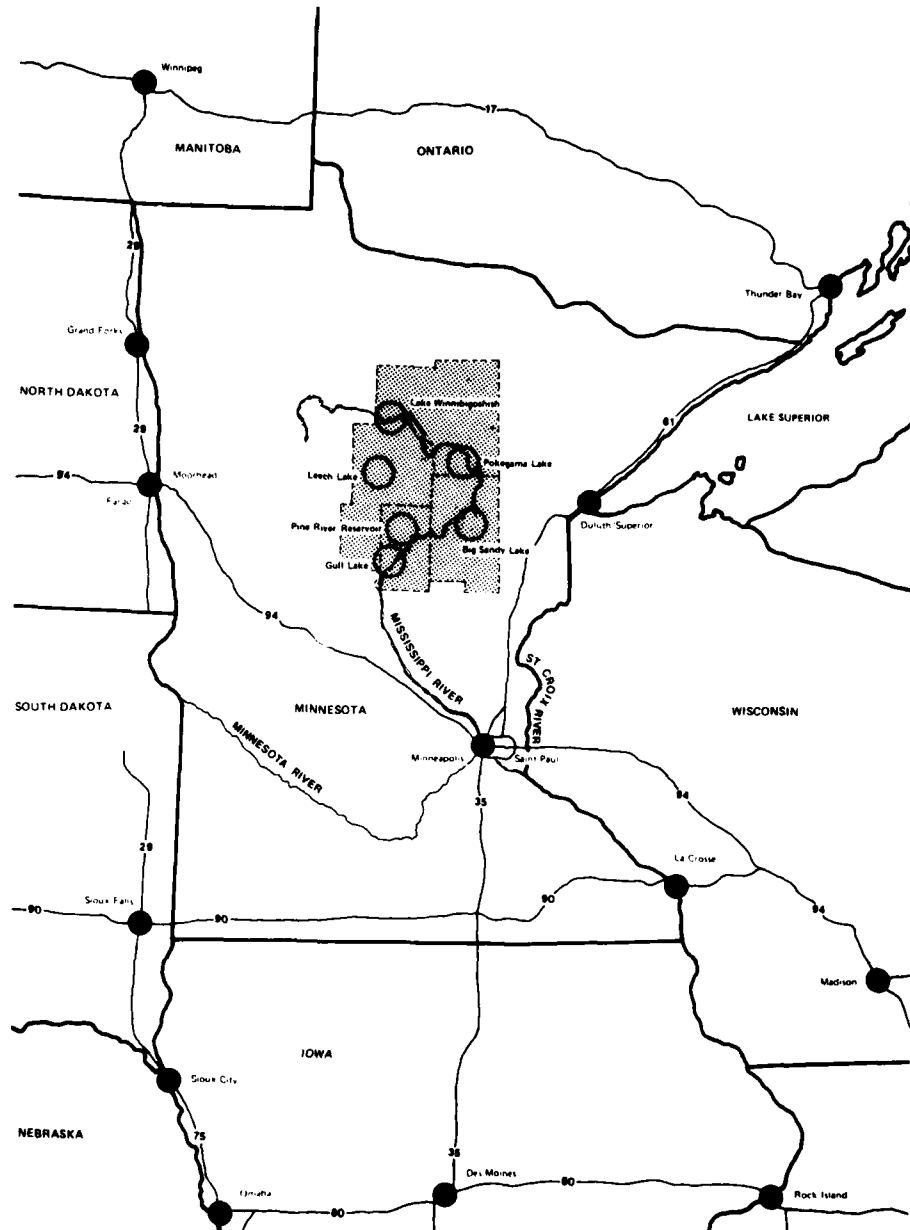 Winnipeg
17
MANITOBA
ONTARIO
29
Thunder Bay
Grand Forks
NORTH DAKOTA
Lake Winnibigoshish
LAKE SUPERIOR
61
29
Pokegama Lake
94
Moorhead
Leech Lake
Fargo
Duluth Superior
Pine River Reservoir
Big Sandy Lake
Gull Lake
94
MISSISSIPPI RIVER
ST CROIX RIVER
SOUTH DAKOTA
MINNESOTA
WISCONSIN
MINNESOTA RIVER
Minneapolis
Saint Paul
35
94
29
La Crosse
Sioux Falls
90
90
90
94
Madison
IOWA
Sioux City
NEBRASKA
75
35
Des Moines
80
Omaha
80
Rock Island